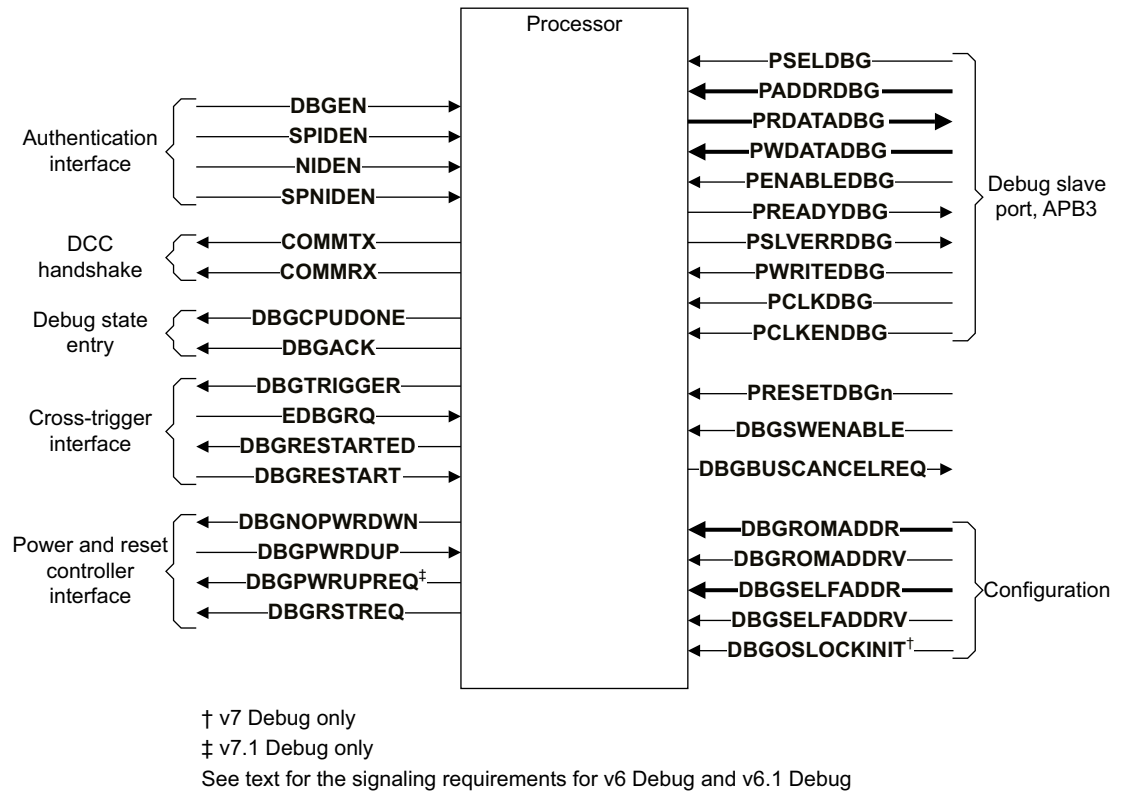 Processor
Authentication
interface
DBGEN
SPIDEN
NIDEN
SPNIDEN
DCC
handshake
COMMTX
COMMRX
Debug state
entry
DBGCPUDONE
DBGACK
Cross-trigger
interface
DBGTRIGGER
EDBGRQ
DBGRESTARTED
DBGRESTART
Power and reset
controller
interface
DBGNOPWRDWN
DBGPWRDUP
DBGPWRUPREQ‡
DBGRSTREQ
PSELDBG
PADDRDBG
PRDATADBG
PWDATADBG
PENABLEDBG
PREADYDBG
PSLVERRDBG
PWRITEDBG
PCLKDBG
PCLKENDBG
Debug slave
port, APB3
PRESETDBGn
DBGSWENABLE
DBGBUSCANCELREQ
DBGROMADDR
DBGROMADDRV
DBGSELFADDR
DBGSELFADDRV
DBGOSLOCKINIT†
Configuration
† v7 Debug only
‡ v7.1 Debug only
See text for the signaling requirements for v6 Debug and v6.1 Debug